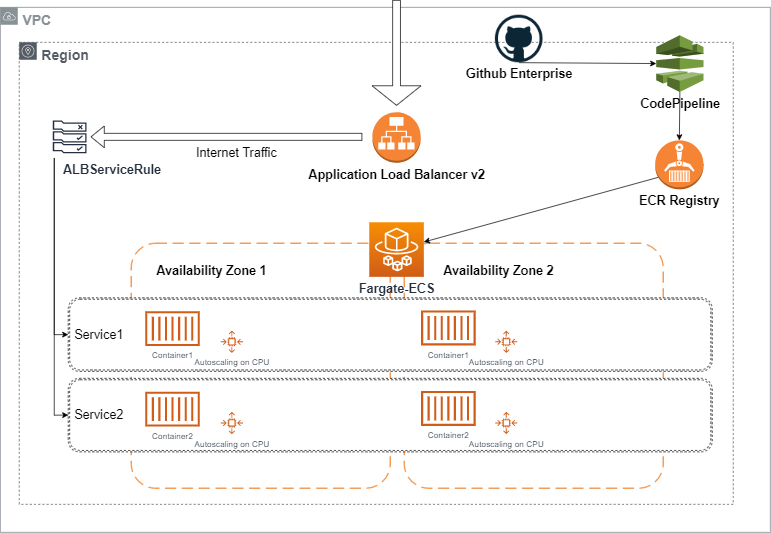 VPC
Region
Github Enterprise
CodePipeline
Internet Traffic
ALBServiceRule
Application Load Balancer v2
ECR Registry
Availability Zone 1
Availability Zone 2
Fargate-ECS
Service1
Container1
Autoscaling on CPU
Container1
Autoscaling on CPU
Service2
Container2
Autoscaling on CPU
Container2
Autoscaling on CPU